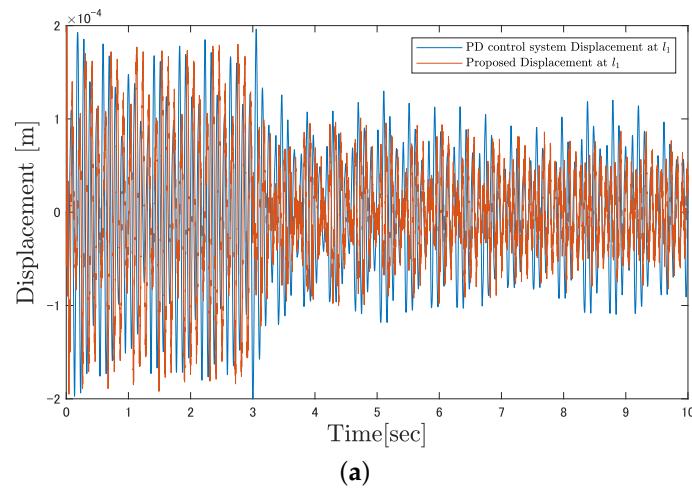 ×10⁻⁴
2
1
0
-1
-2
Displacement [m]
PD control system Displacement at l₁
Proposed Displacement at l₁
0 1 2 3 4 5 6 7 8 9 10
Time[sec]
(a)